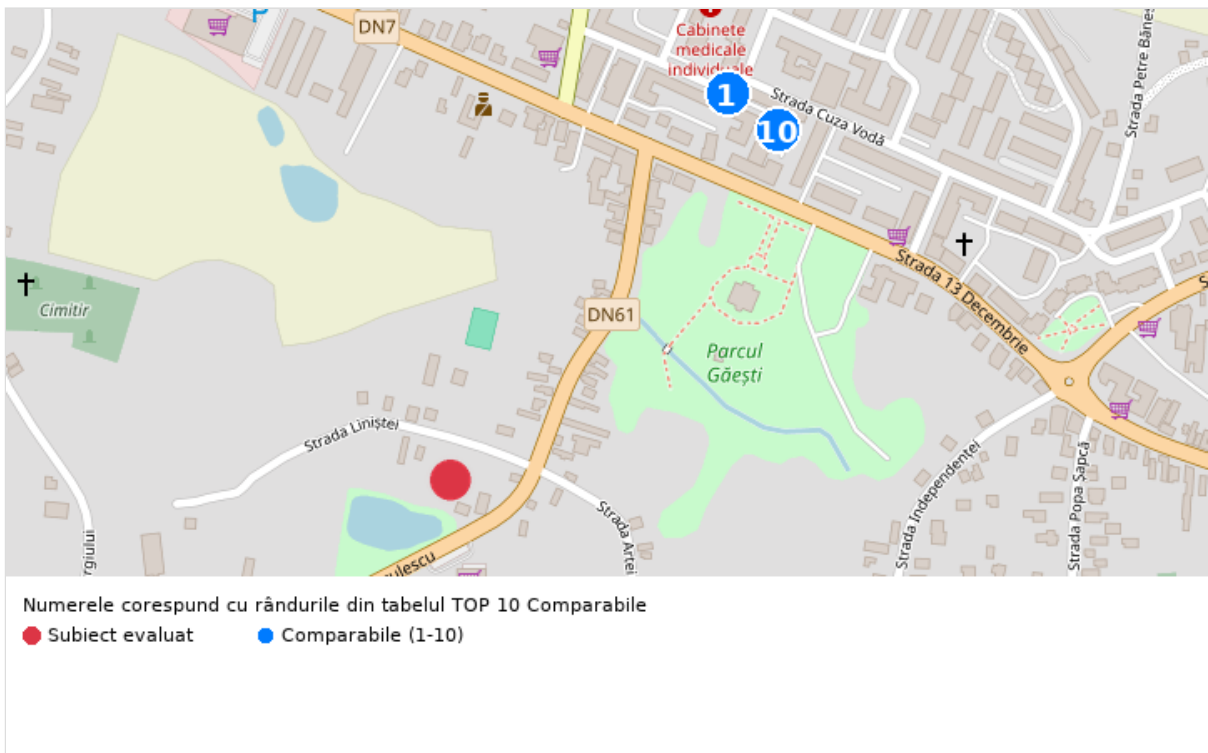 P
DN7
Cabinete
medicale
individuale
1
10
Strada Cuza Vodă
Strada Petre Bănes
Strada 13 Decembrie
Cimitir
DN61
Parcul
Găești
Strada Liniștei
Strada Artei
Strada Independenței
Strada Popa Șapcă
rgiului
ulescu
Numerele corespund cu rândurile din tabelul TOP 10 Comparabile
Subiect evaluat
Comparabile (1-10)